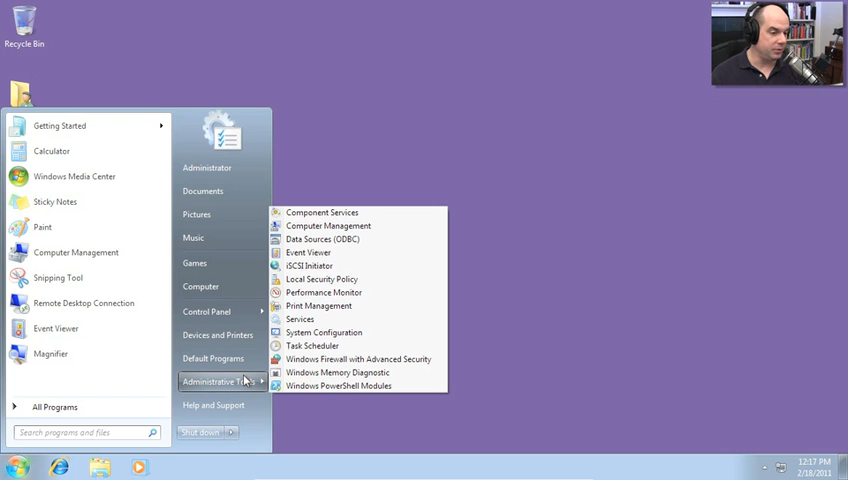 Recycle Bin
Getting Started
Calculator
Windows Media Center
Sticky Notes
Paint
Computer Management
Snipping Tool
Remote Desktop Connection
Event Viewer
Magnifier
All Programs
Search programs and files
Administrator
Documents
Pictures
Music
Games
Computer
Control Panel
Devices and Printers
Default Programs
Administrative Tools
Help and Support
Shut down
Component Services
Computer Management
Data Sources (ODBC)
Event Viewer
iSCSI Initiator
Local Security Policy
Performance Monitor
Print Management
Services
System Configuration
Task Scheduler
Windows Firewall with Advanced Security
Windows Memory Diagnostic
Windows PowerShell Modules
12:17 PM
2/18/2011